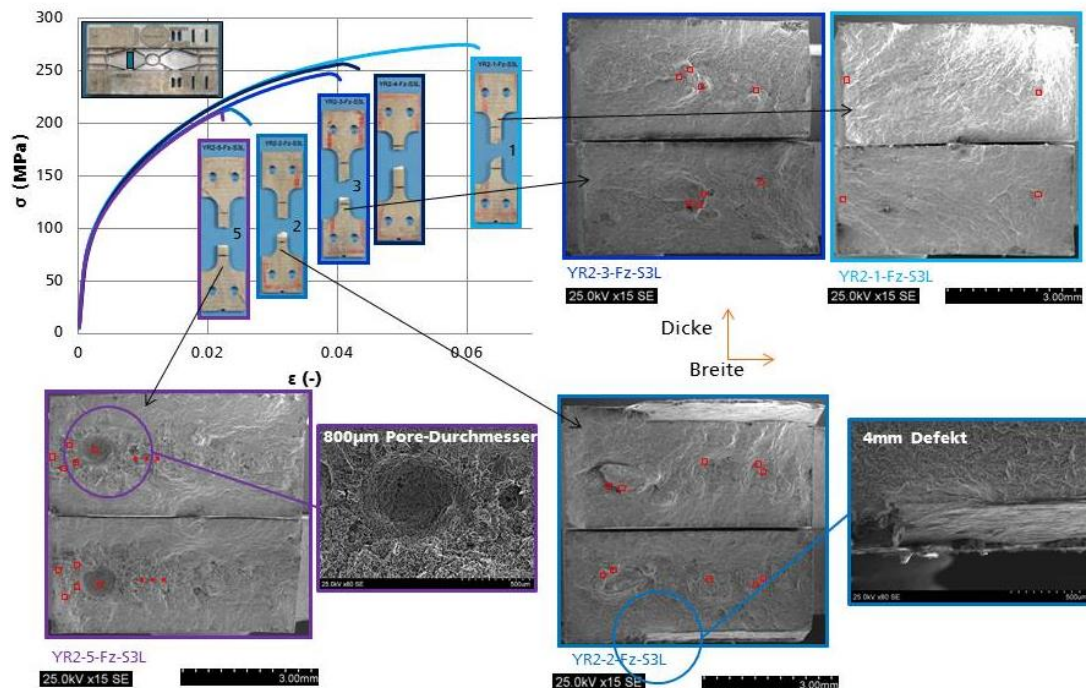 300
250
200
150
100
50
0
σ (MPa)
0
0.02
0.04
0.06
ε (-)
YR2-5-Fz-S3L
5
YR2-2-Fz-S3L
2
YR2-3-Fz-S3L
3
YR2-4-Fz-S3L
YR2-1-Fz-S3L
1
YR2-3-Fz-S3L
25.0kV x15 SE
YR2-1-Fz-S3L
25.0kV x15 SE
3.00mm
Dicke
Breite
800µm Pore-Durchmesser
25.0kV x80 SE
500um
4mm Defekt
25.0kV x80 SE
500um
YR2-5-Fz-S3L
25.0kV x15 SE
3.00mm
YR2-2-Fz-S3L
25.0kV x15 SE
3.00mm